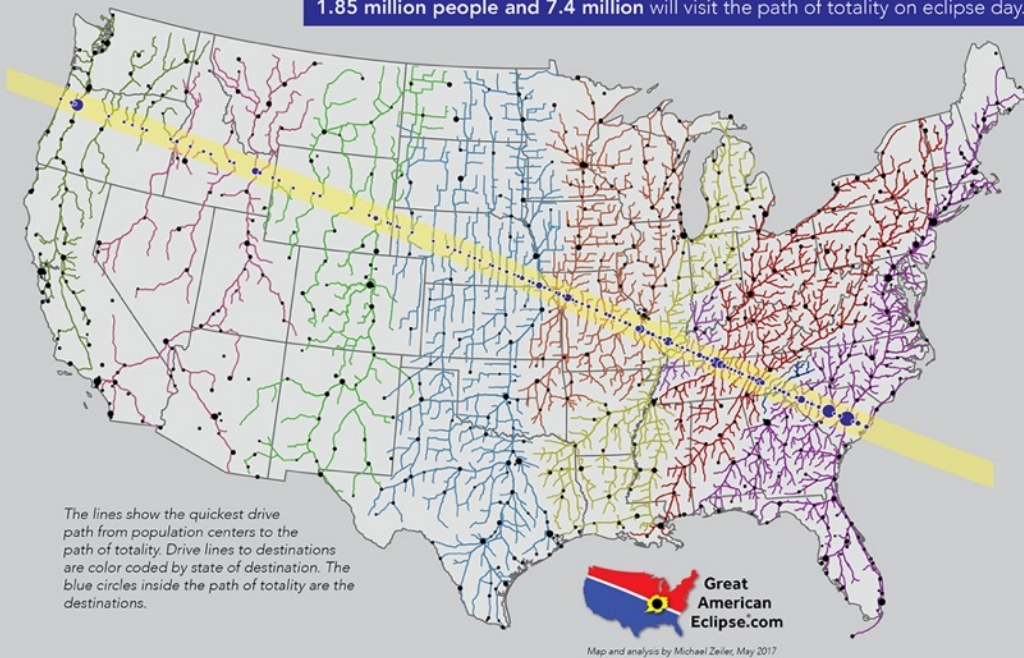 1.85 million people and 7.4 million will visit the path of totality on eclipse day.
The lines show the quickest drive
path from population centers to the
path of totality. Drive lines to destinations
are color coded by state of destination. The
blue circles inside the path of totality are the
destinations.
Great
American
Eclipse.com
Map and analysis by Michael Zeiler, May 2017